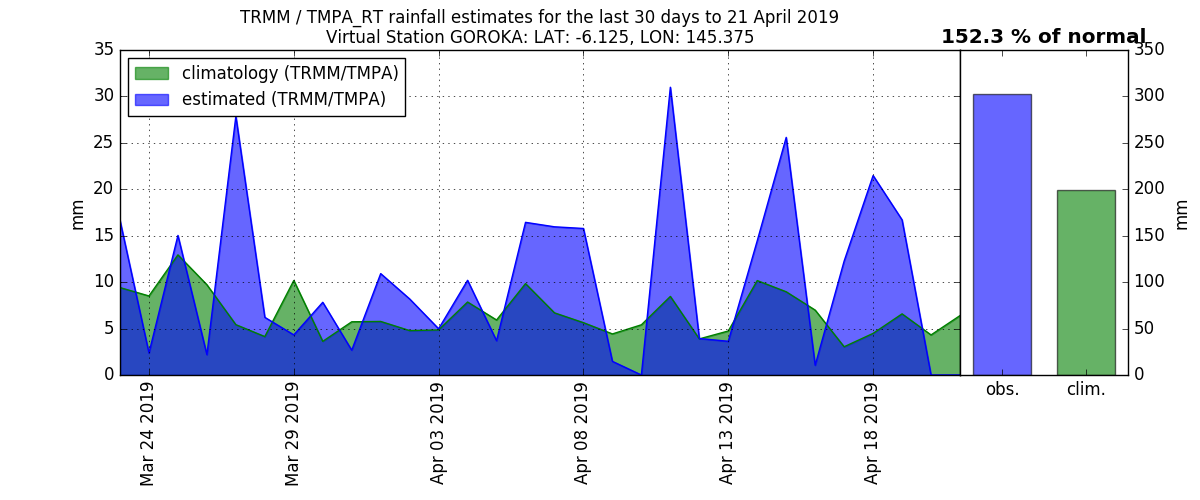 TRMM / TMPA_RT rainfall estimates for the last 30 days to 21 April 2019
Virtual Station GOROKA: LAT: -6.125, LON: 145.375
152.3 % of normal
climatology (TRMM/TMPA)
estimated (TRMM/TMPA)
35
30
25
20
15
10
5
0
mm
Mar 24 2019
Mar 29 2019
Apr 03 2019
Apr 08 2019
Apr 13 2019
Apr 18 2019
obs.
clim.
350
300
250
200
150
100
50
0
mm